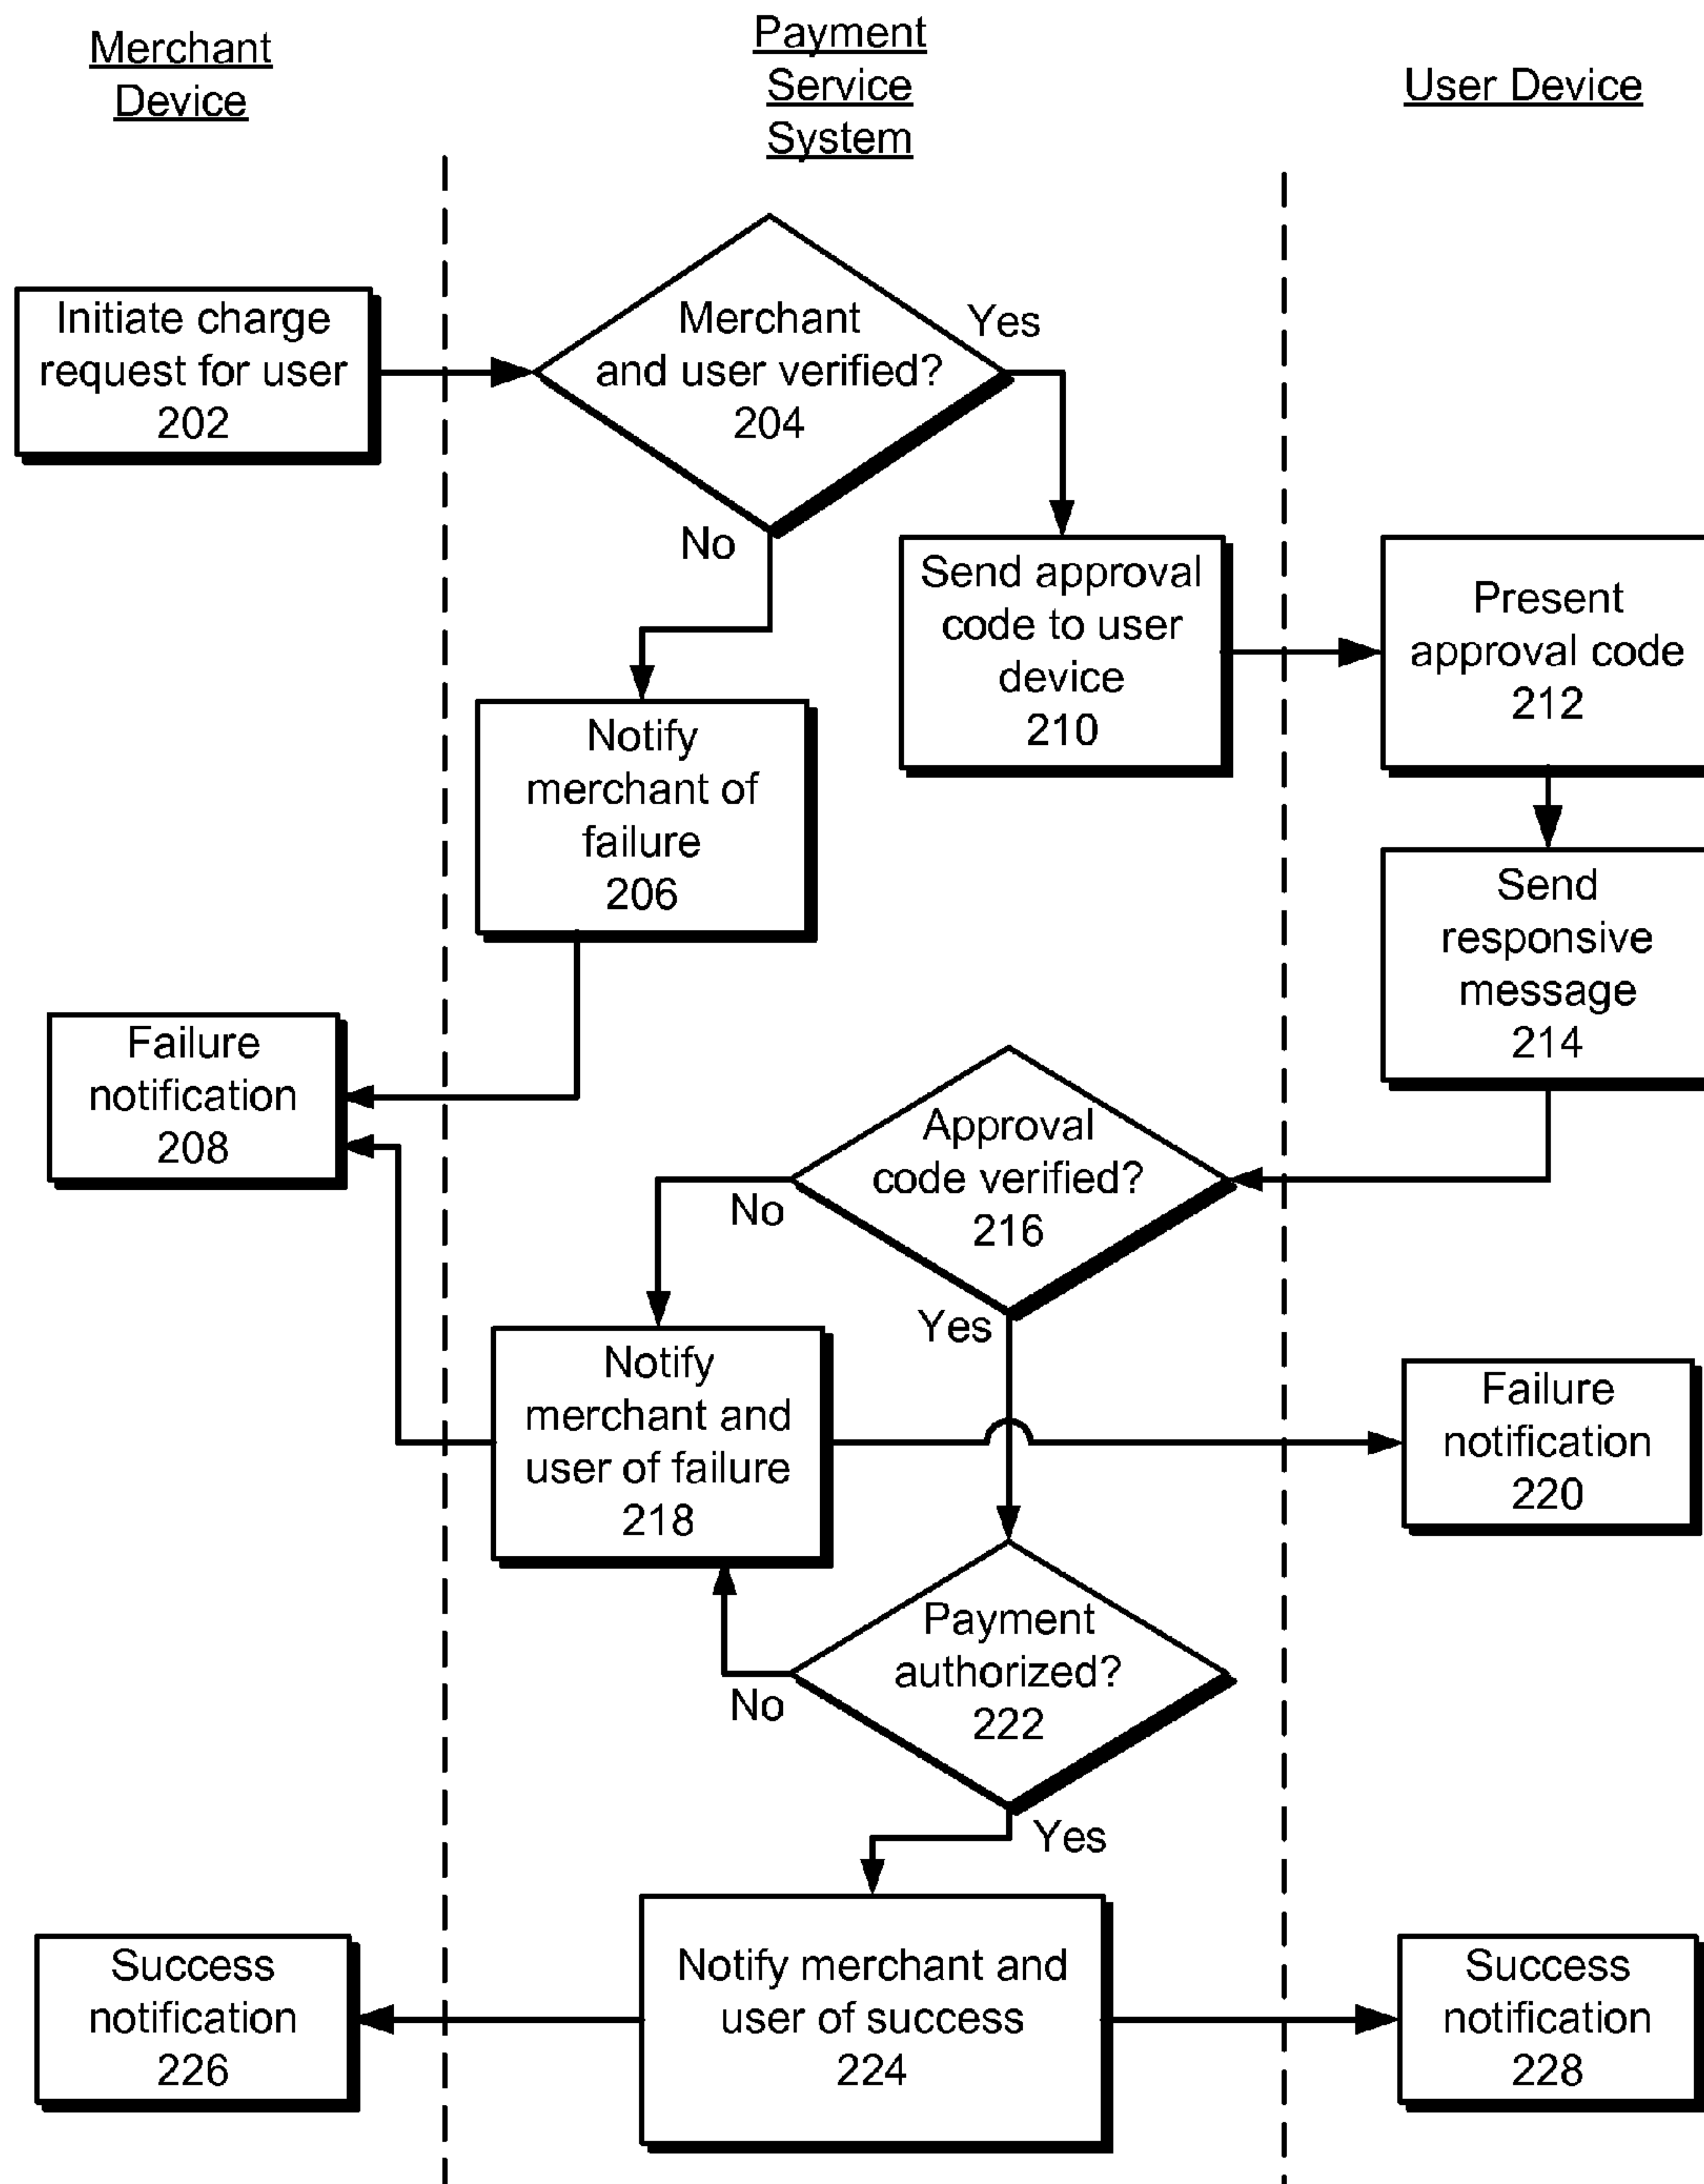 Merchant
Device
Payment
Service
System
User Device
Initiate charge
request for user
202
Merchant
and user verified?
204
Yes
No
Send approval
code to user
device
210
Present
approval code
212
Notify
merchant of
failure
206
Send
responsive
message
214
Failure
notification
208
Approval
code verified?
216
No
Yes
Notify
merchant and
user of failure
218
Failure
notification
220
Payment
authorized?
222
No
Yes
Success
notification
226
Notify merchant and
user of success
224
Success
notification
228